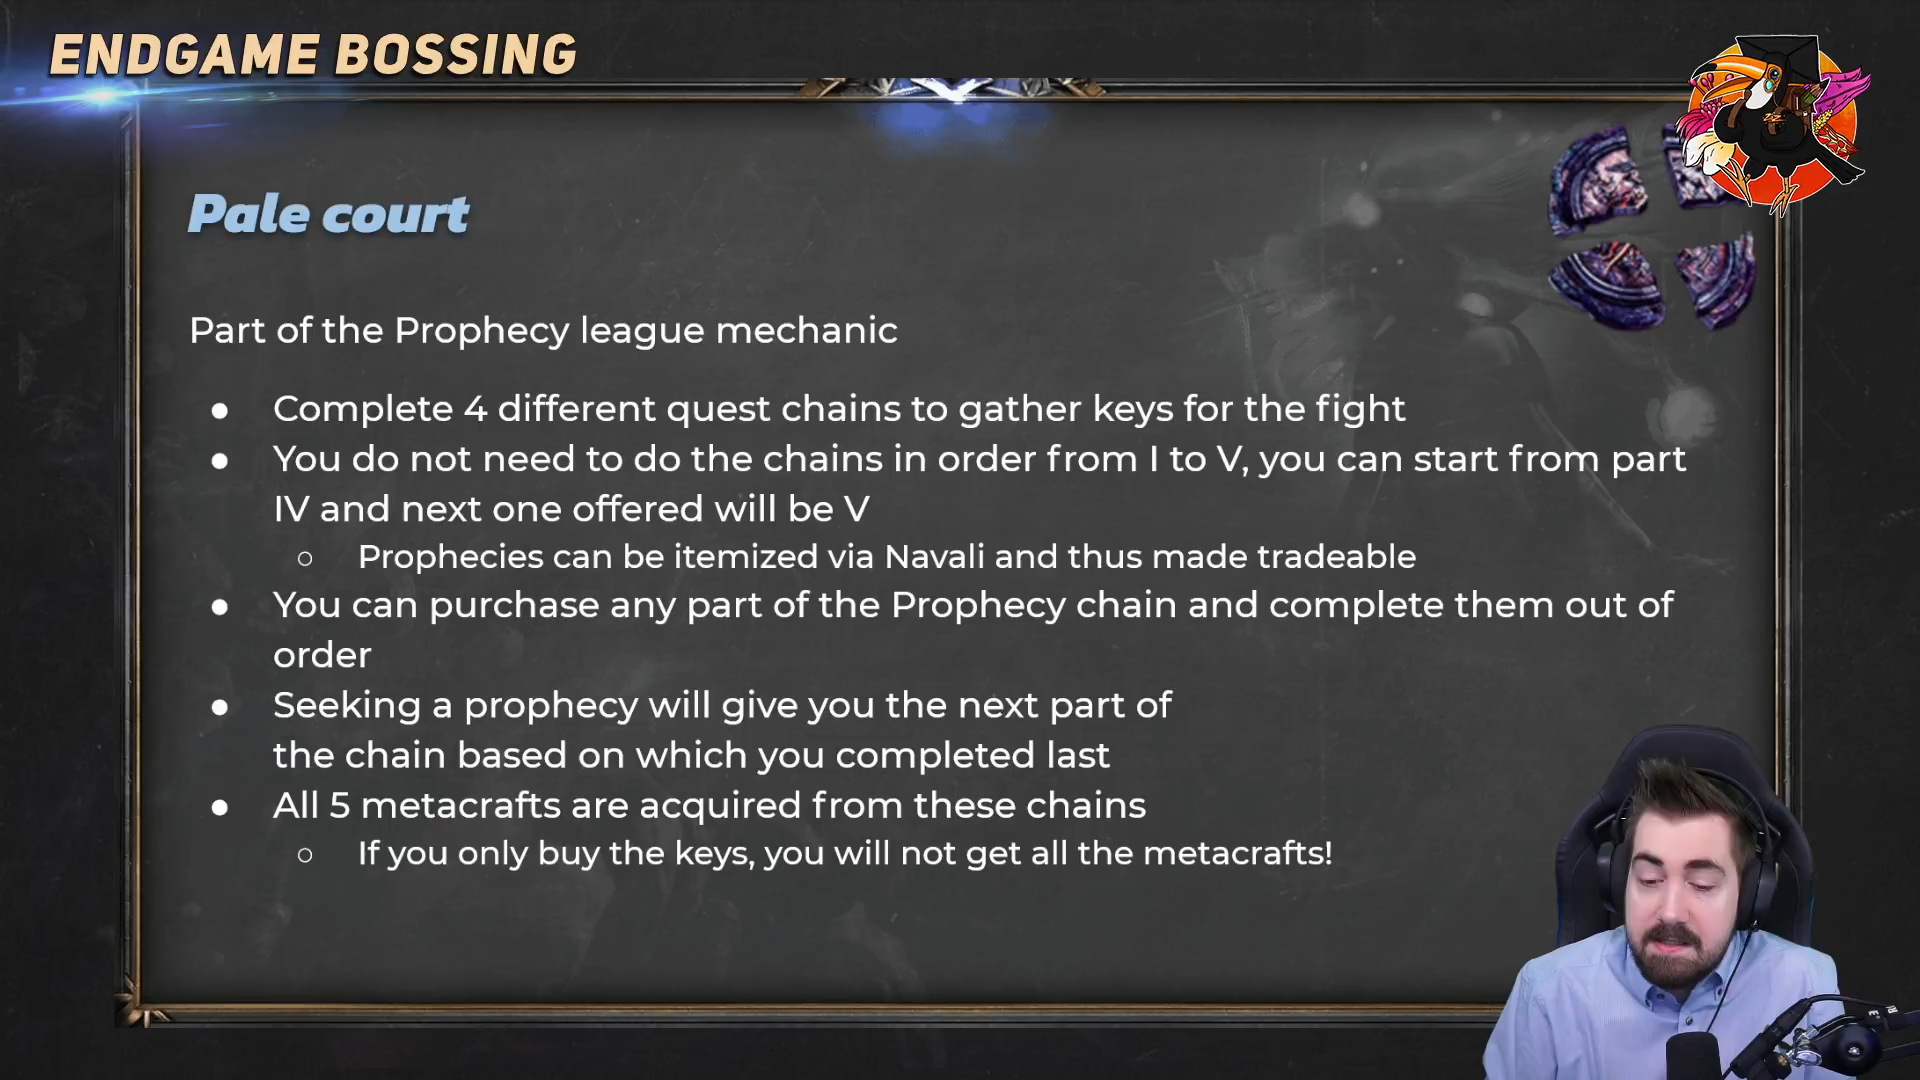 ENDGAME BOSSING
Pale court
Part of the Prophecy league mechanic
● Complete 4 different quest chains to gather keys for the fight
● You do not need to do the chains in order from I to V, you can start from part
IV and next one offered will be V
○ Prophecies can be itemized via Navali and thus made tradeable
● You can purchase any part of the Prophecy chain and complete them out of
order
● Seeking a prophecy will give you the next part of
the chain based on which you completed last
● All 5 metacrafts are acquired from these chains
○ If you only buy the keys, you will not get all the metacrafts!